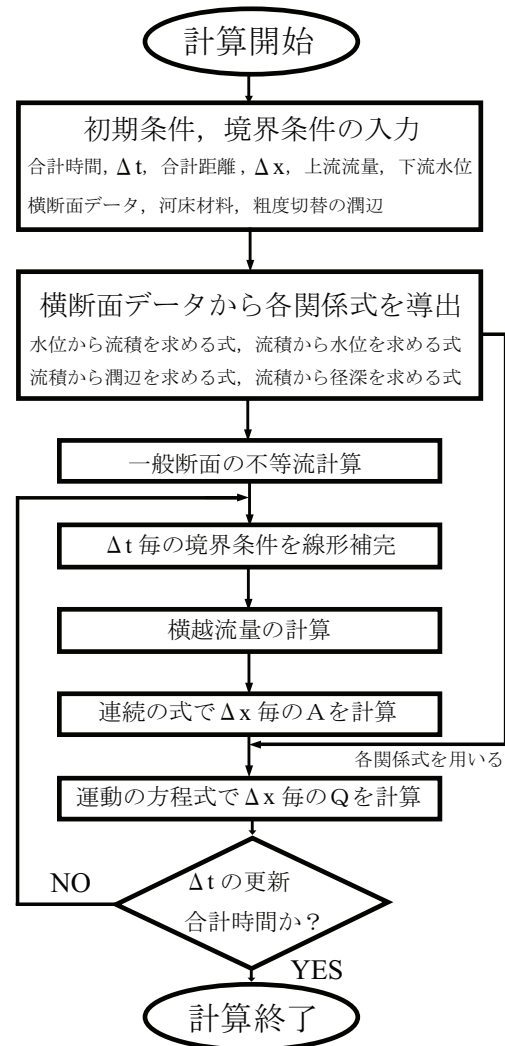 計算開始
初期条件，境界条件の入力
合計時間，Δt，合計距離，Δx，上流流量，下流水位
横断面データ，河床材料，粗度切替の潤辺
横断面データから各関係式を導出
水位から流積を求める式，流積から水位を求める式
流積から潤辺を求める式，流積から径深を求める式
一般断面の不等流計算
Δt毎の境界条件を線形補完
横越流量の計算
連続の式でΔx毎のAを計算
各関係式を用いる
運動の方程式でΔx毎のQを計算
NO
Δtの更新
合計時間か？
YES
計算終了